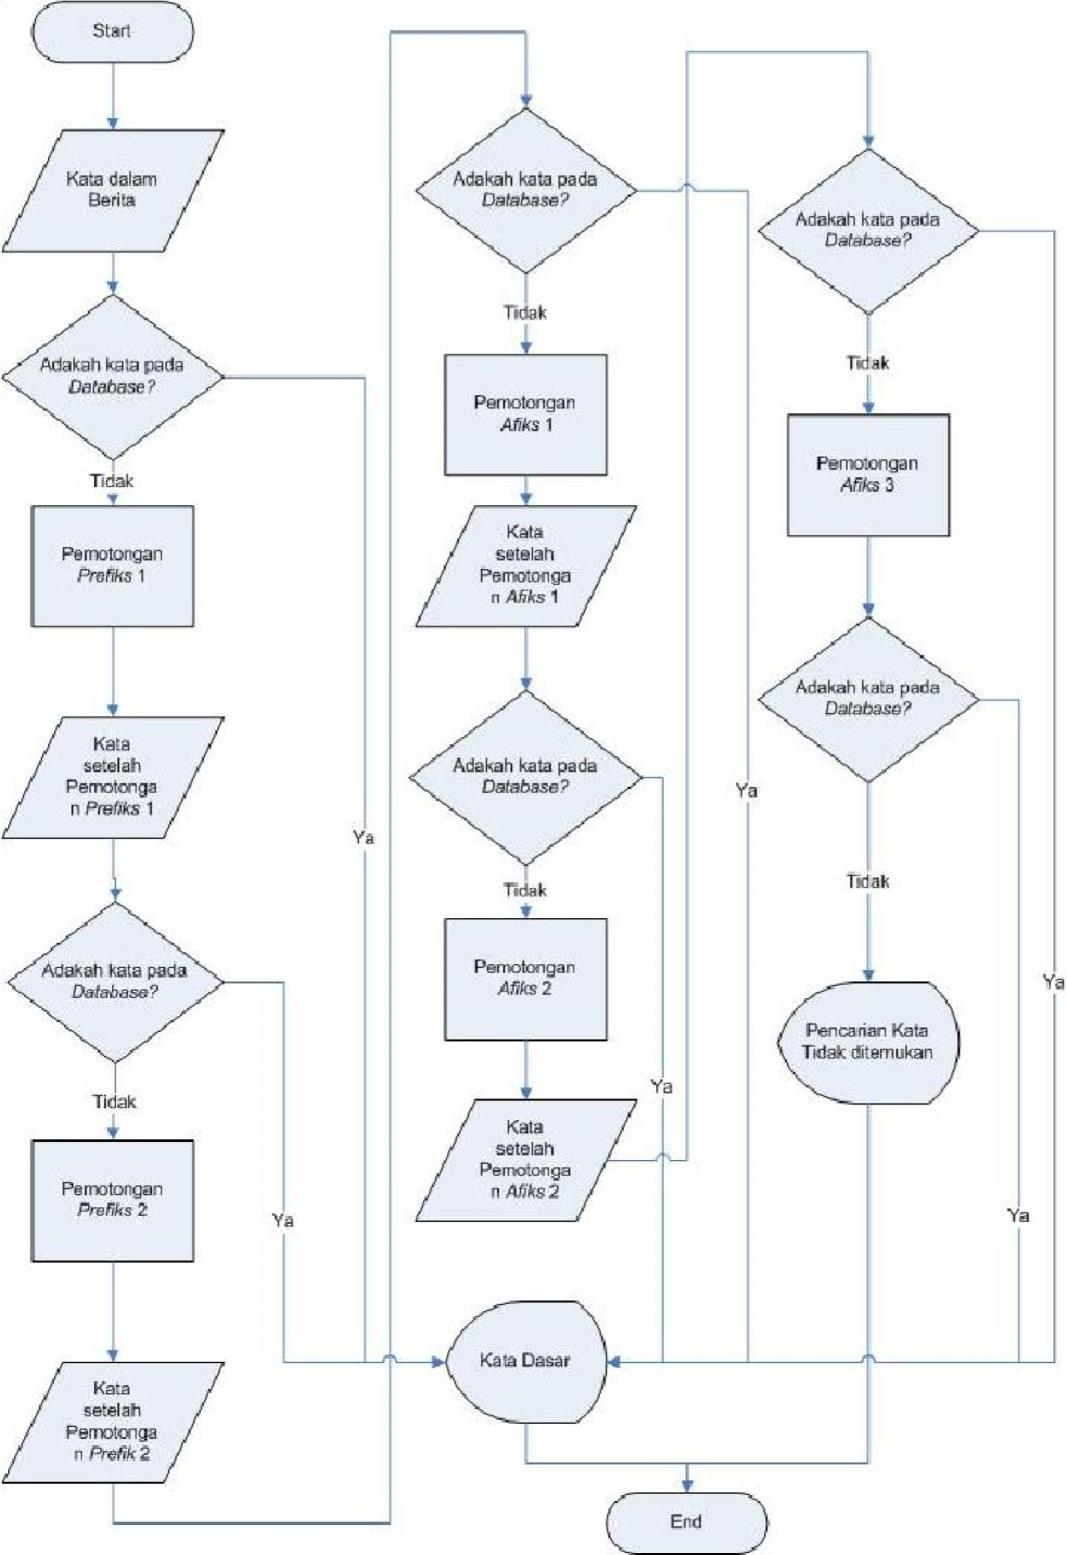 Start
Kata dalam
Berita
Adakah kata pada
Database?
Tidak
Pemotongan
Prefiks 1
Kata
setelah
Pemotonga
n Prefiks 1
Adakah kata pada
Database?
Tidak
Pemotongan
Prefiks 2
Kata
setelah
Pemotonga
n Prefik 2
Ya
Ya
Adakah kata pada
Database?
Tidak
Pemotongan
Afiks 1
Kata
setelah
Pemotonga
n Afiks 1
Adakah kata pada
Database?
Tidak
Pemotongan
Afiks 2
Kata
setelah
Pemotonga
n Afiks 2
Ya
Ya
Adakah kata pada
Database?
Tidak
Pemotongan
Afiks 3
Adakah kata pada
Database?
Tidak
Pencarian Kata
Tidak ditemukan
Ya
Ya
Kata Dasar
End